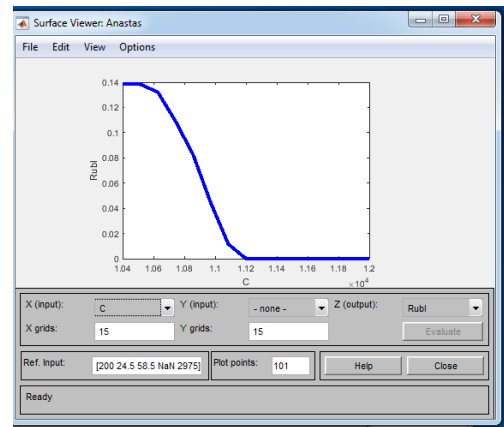 Surface Viewer: Anastas
File Edit View Options
0.14
0.12
0.1
0.08
0.06
0.04
0.02
0
Rubl
1.04 1.06 1.08 1.1 1.12 1.14 1.16 1.18 1.2
C
×10⁴
X (input): C Y (input): - none - Z (output): Rubl
X grids: 15 Y grids: 15 Evaluate
Ref. Input: [200 24.5 58.5 NaN 2975] Plot points: 101 Help Close
Ready